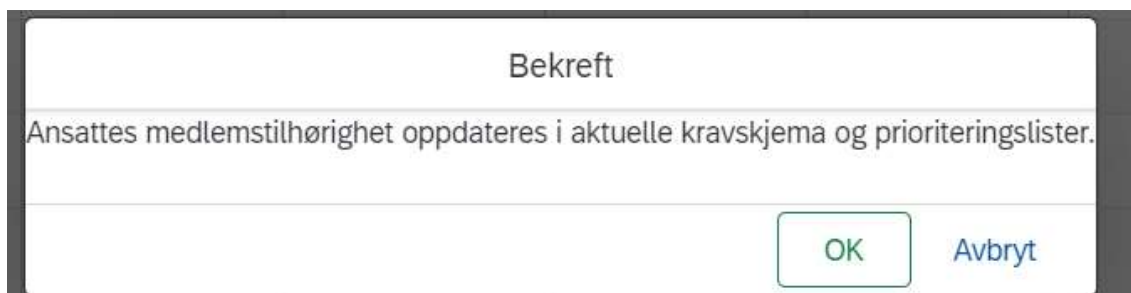 Bekreft
Ansattes medlemstilhørighet oppdateres i aktuelle kravskjema og prioriteringslister.
OK Avbryt